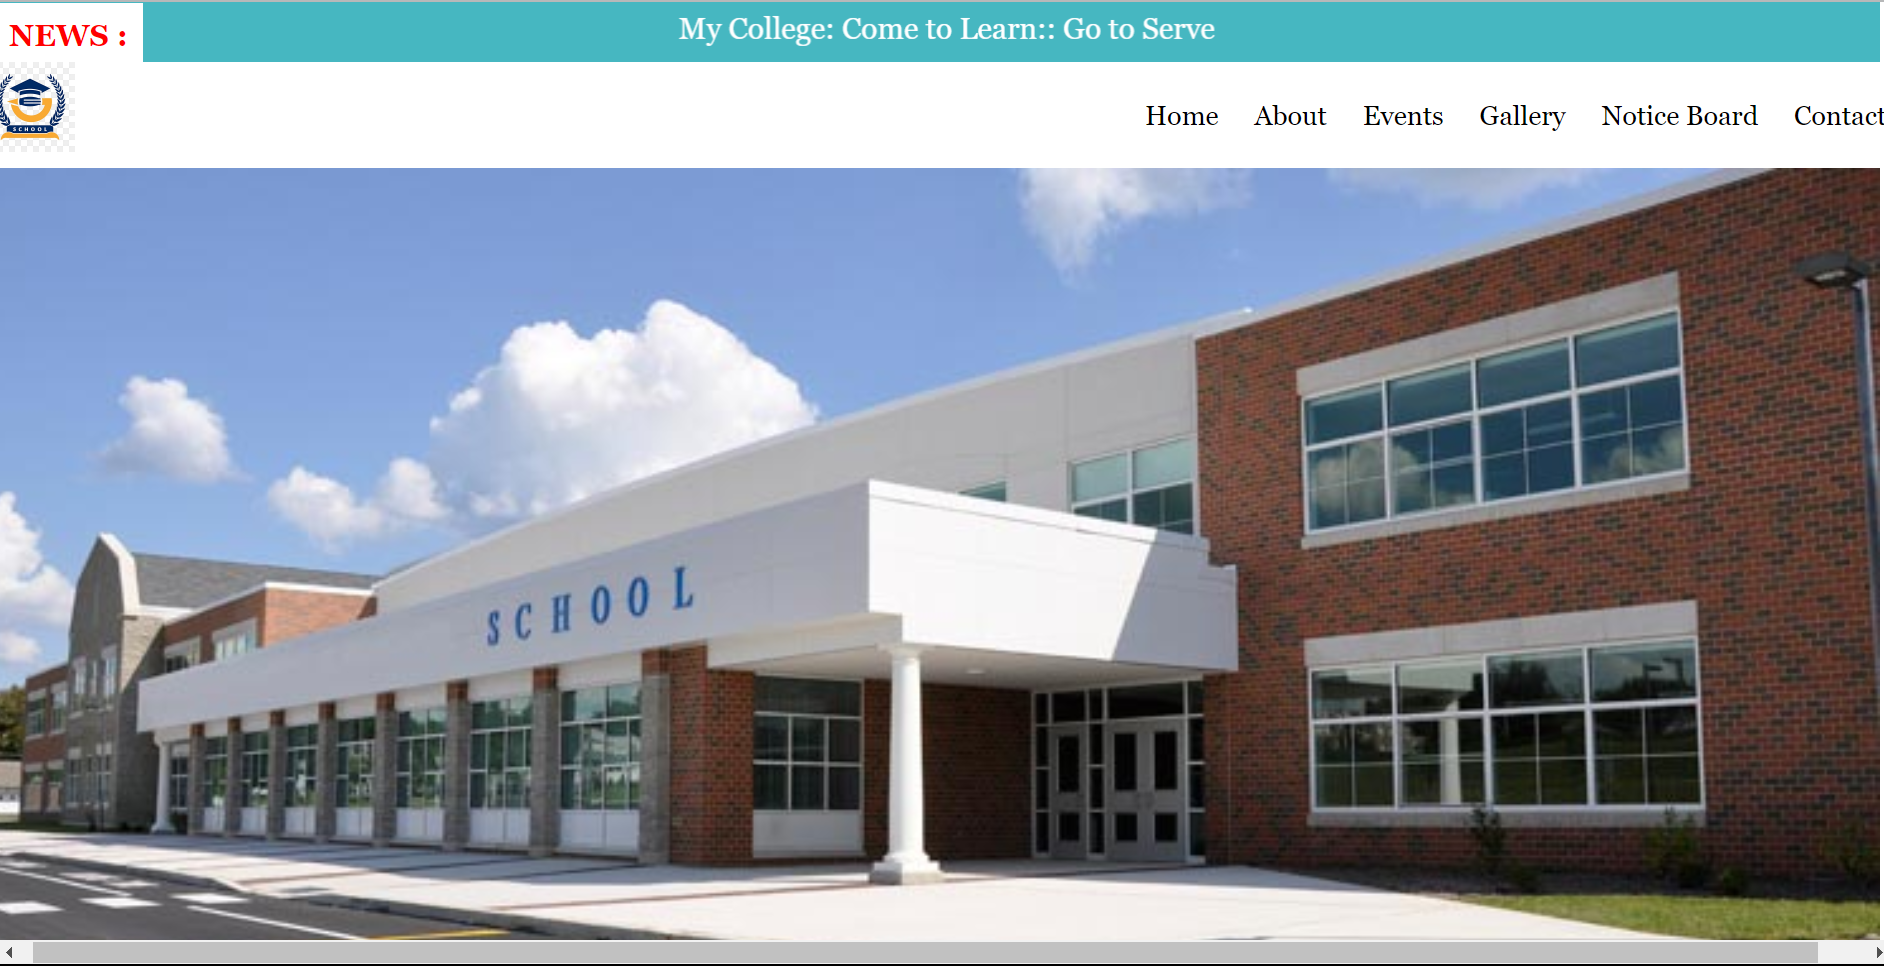 NEWS :
My College: Come to Learn:: Go to Serve
SCHOOL
Home About Events Gallery Notice Board Contact
SCHOOL